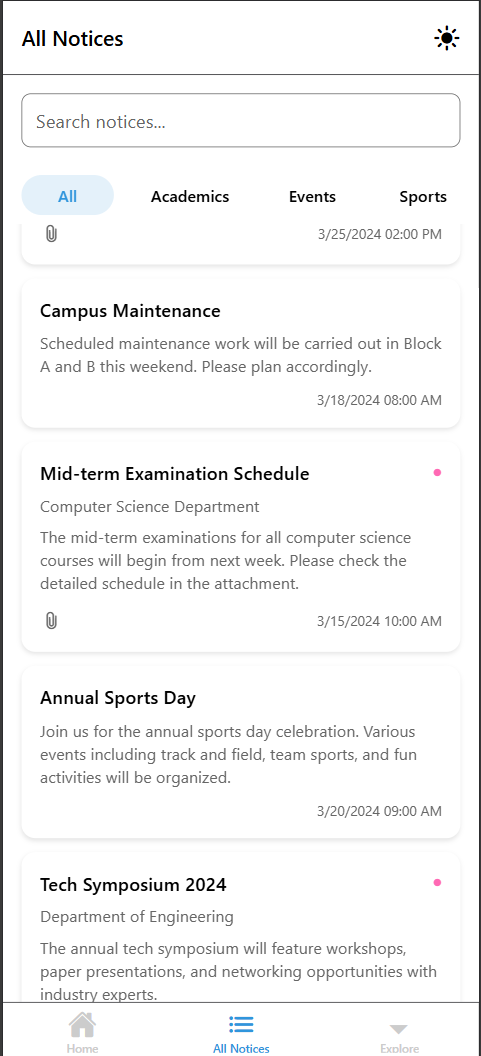 All Notices
Search notices...
All Academics Events Sports
3/25/2024 02:00 PM
Campus Maintenance
Scheduled maintenance work will be carried out in Block
A and B this weekend. Please plan accordingly.
3/18/2024 08:00 AM
Mid-term Examination Schedule
Computer Science Department
The mid-term examinations for all computer science
courses will begin from next week. Please check the
detailed schedule in the attachment.
3/15/2024 10:00 AM
Annual Sports Day
Join us for the annual sports day celebration. Various
events including track and field, team sports, and fun
activities will be organized.
3/20/2024 09:00 AM
Tech Symposium 2024
Department of Engineering
The annual tech symposium will feature workshops,
paper presentations, and networking opportunities with
industry experts.
Home All Notices Explore